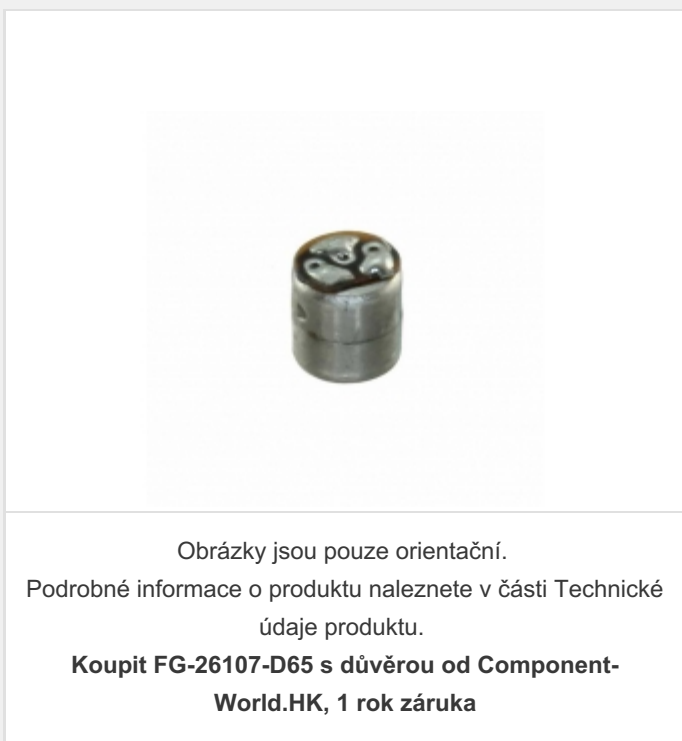 Obrázky jsou pouze orientační.
Podrobné informace o produktu naleznete v části Technické
údaje produktu.
Koupit FG-26107-D65 s důvěrou od Component-
World.HK, 1 rok záruka